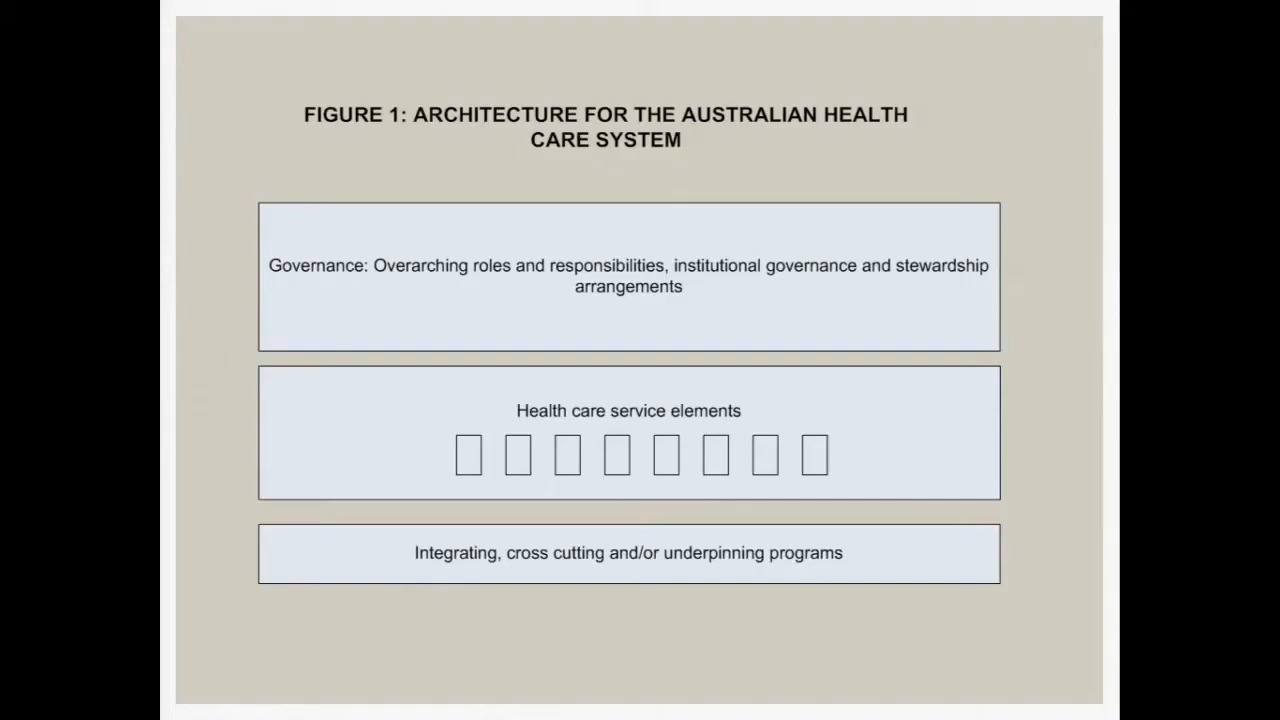 FIGURE 1: ARCHITECTURE FOR THE AUSTRALIAN HEALTH
CARE SYSTEM
Governance: Overarching roles and responsibilities, institutional governance and stewardship
arrangements
Health care service elements
Integrating, cross cutting and/or underpinning programs